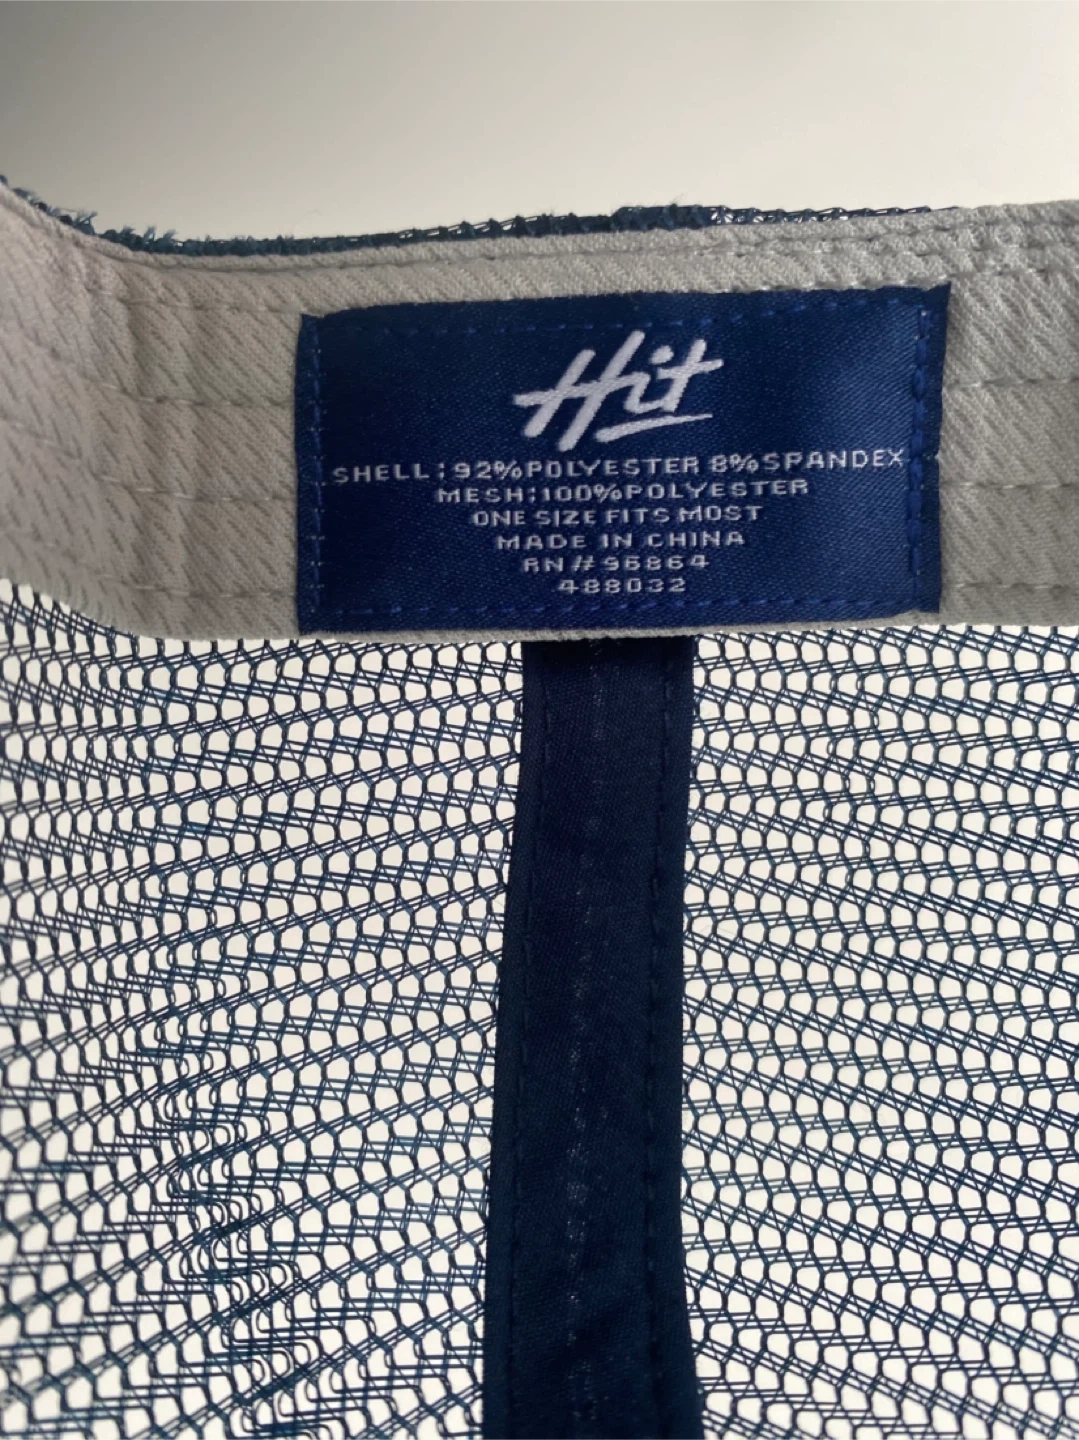 Hit
SHELL:92%POLYESTER 8%SPANDEX
MESH:100%POLYESTER
ONE SIZE FITS MOST
MADE IN CHINA
RN#96864
488032